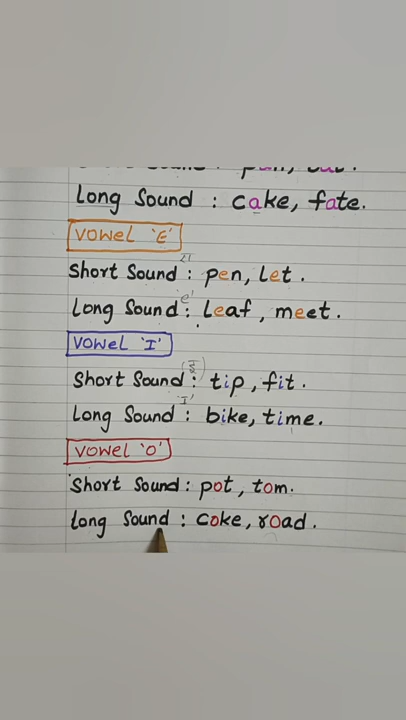 Long Sound : cake, fate.
Vowel 'E'
Short Sound : pen, Let.
Long Sound : Leaf, meet.
Vowel 'I'
Short Sound : tip, fit.
Long Sound : bike, time.
Vowel 'O'
Short Sound : pot, tom.
Long Sound : Coke, road.